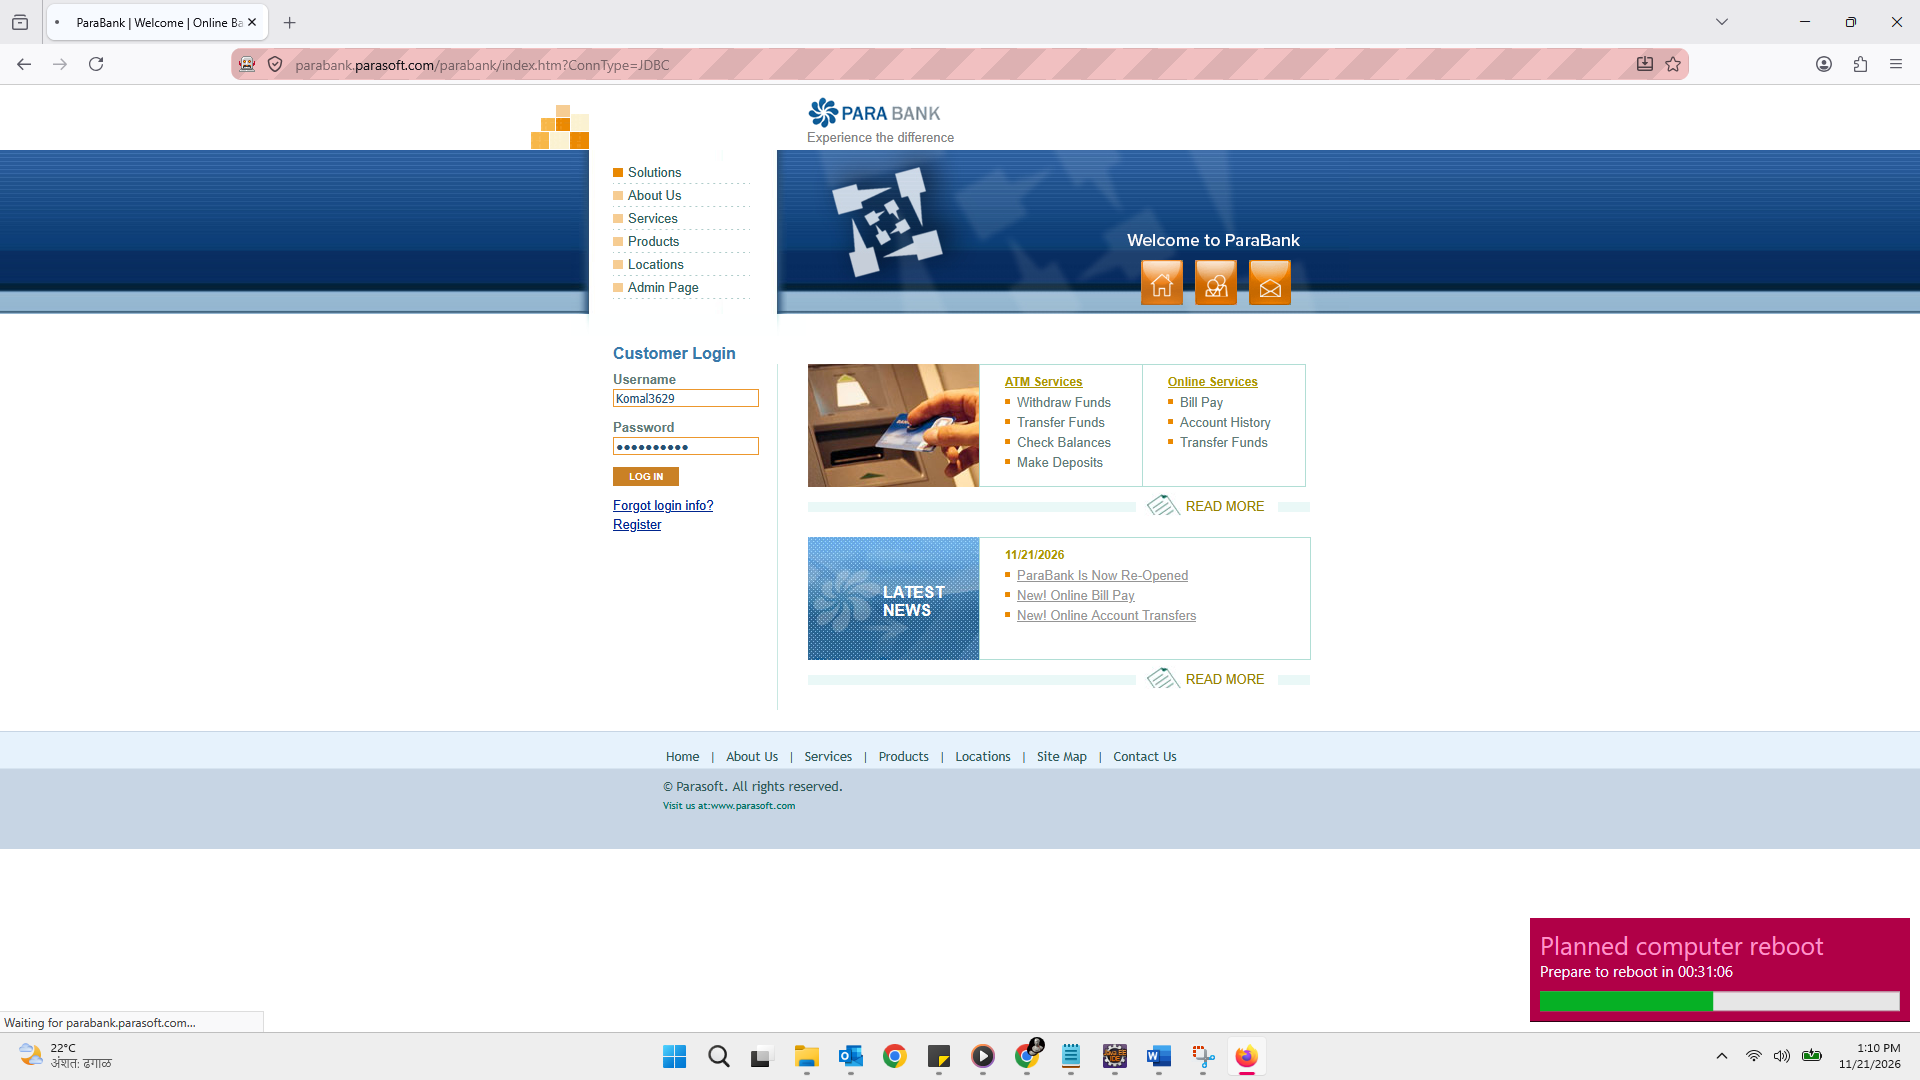 ParaBank | Welcome | Online Ba
parabank.parasoft.com/parabank/index.htm?ConnType=JDBC
PARA BANK
Experience the difference
Solutions
About Us
Services
Products
Locations
Admin Page
Welcome to ParaBank
Customer Login
Username
Komal3629
Password
LOG IN
Forgot login info?
Register
ATM Services
Withdraw Funds
Transfer Funds
Check Balances
Make Deposits
Online Services
Bill Pay
Account History
Transfer Funds
READ MORE
LATEST
NEWS
11/21/2026
ParaBank Is Now Re-Opened
New! Online Bill Pay
New! Online Account Transfers
READ MORE
Home | About Us | Services | Products | Locations | Site Map | Contact Us
© Parasoft. All rights reserved.
Visit us at:www.parasoft.com
Planned computer reboot
Prepare to reboot in 00:31:06
Waiting for parabank.parasoft.com...
22°C
अंशत: ढगाळ
1:10 PM
11/21/2026